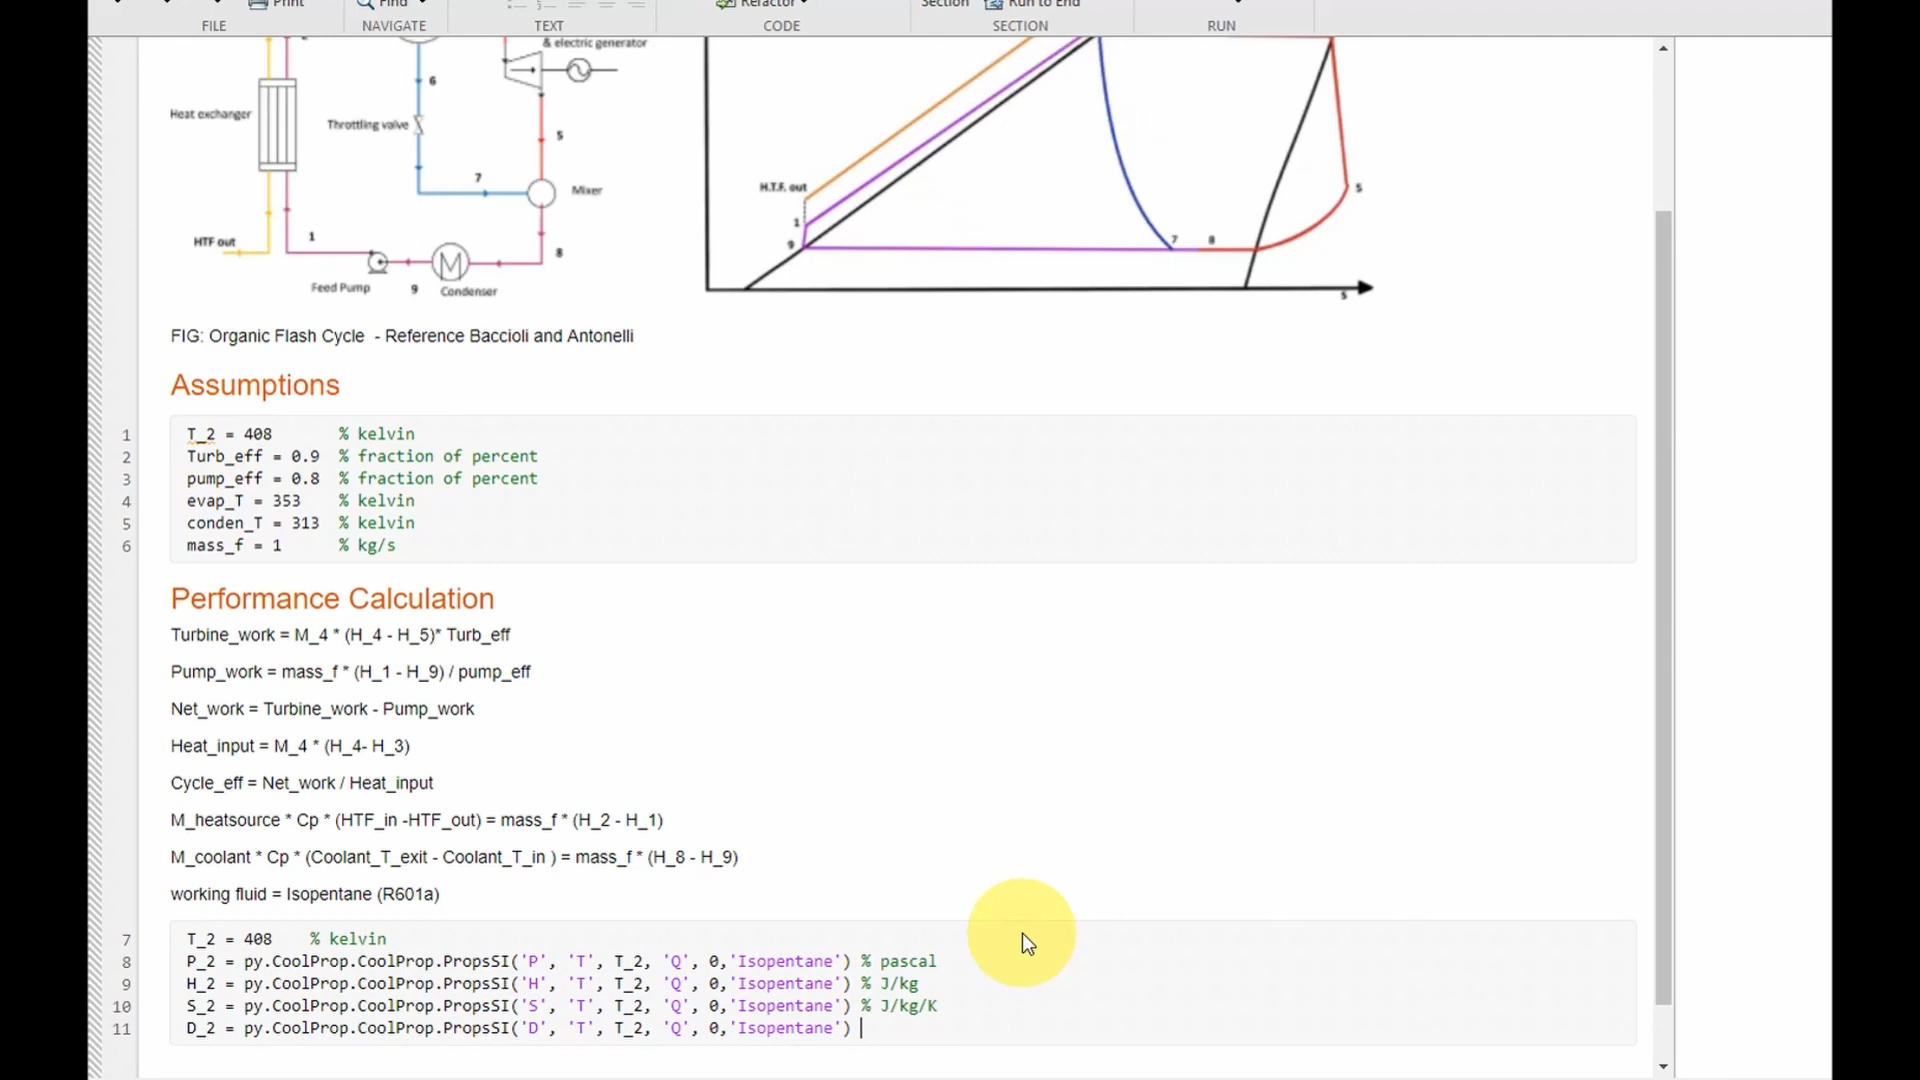 Print
Find
Refactor
Section
Run to End
FILE
NAVIGATE
TEXT
CODE
SECTION
RUN
& electric generator
6
Heat exchanger
Throttling valve
5
7
Mixer
HTF out
1
8
Feed Pump
9
Condenser
H.T.F. out
1
9
7
8
5
s
FIG: Organic Flash Cycle - Reference Baccioli and Antonelli
Assumptions
1 T_2 = 408 % kelvin
2 Turb_eff = 0.9 % fraction of percent
3 pump_eff = 0.8 % fraction of percent
4 evap_T = 353 % kelvin
5 conden_T = 313 % kelvin
6 mass_f = 1 % kg/s
Performance Calculation
Turbine_work = M_4 * (H_4 - H_5)* Turb_eff
Pump_work = mass_f * (H_1 - H_9) / pump_eff
Net_work = Turbine_work - Pump_work
Heat_input = M_4 * (H_4- H_3)
Cycle_eff = Net_work / Heat_input
M_heatsource * Cp * (HTF_in -HTF_out) = mass_f * (H_2 - H_1)
M_coolant * Cp * (Coolant_T_exit - Coolant_T_in ) = mass_f * (H_8 - H_9)
working fluid = Isopentane (R601a)
7 T_2 = 408 % kelvin
8 P_2 = py.CoolProp.CoolProp.PropsSI('P', 'T', T_2, 'Q', 0,'Isopentane') % pascal
9 H_2 = py.CoolProp.CoolProp.PropsSI('H', 'T', T_2, 'Q', 0,'Isopentane') % J/kg
10 S_2 = py.CoolProp.CoolProp.PropsSI('S', 'T', T_2, 'Q', 0,'Isopentane') % J/kg/K
11 D_2 = py.CoolProp.CoolProp.PropsSI('D', 'T', T_2, 'Q', 0,'Isopentane')